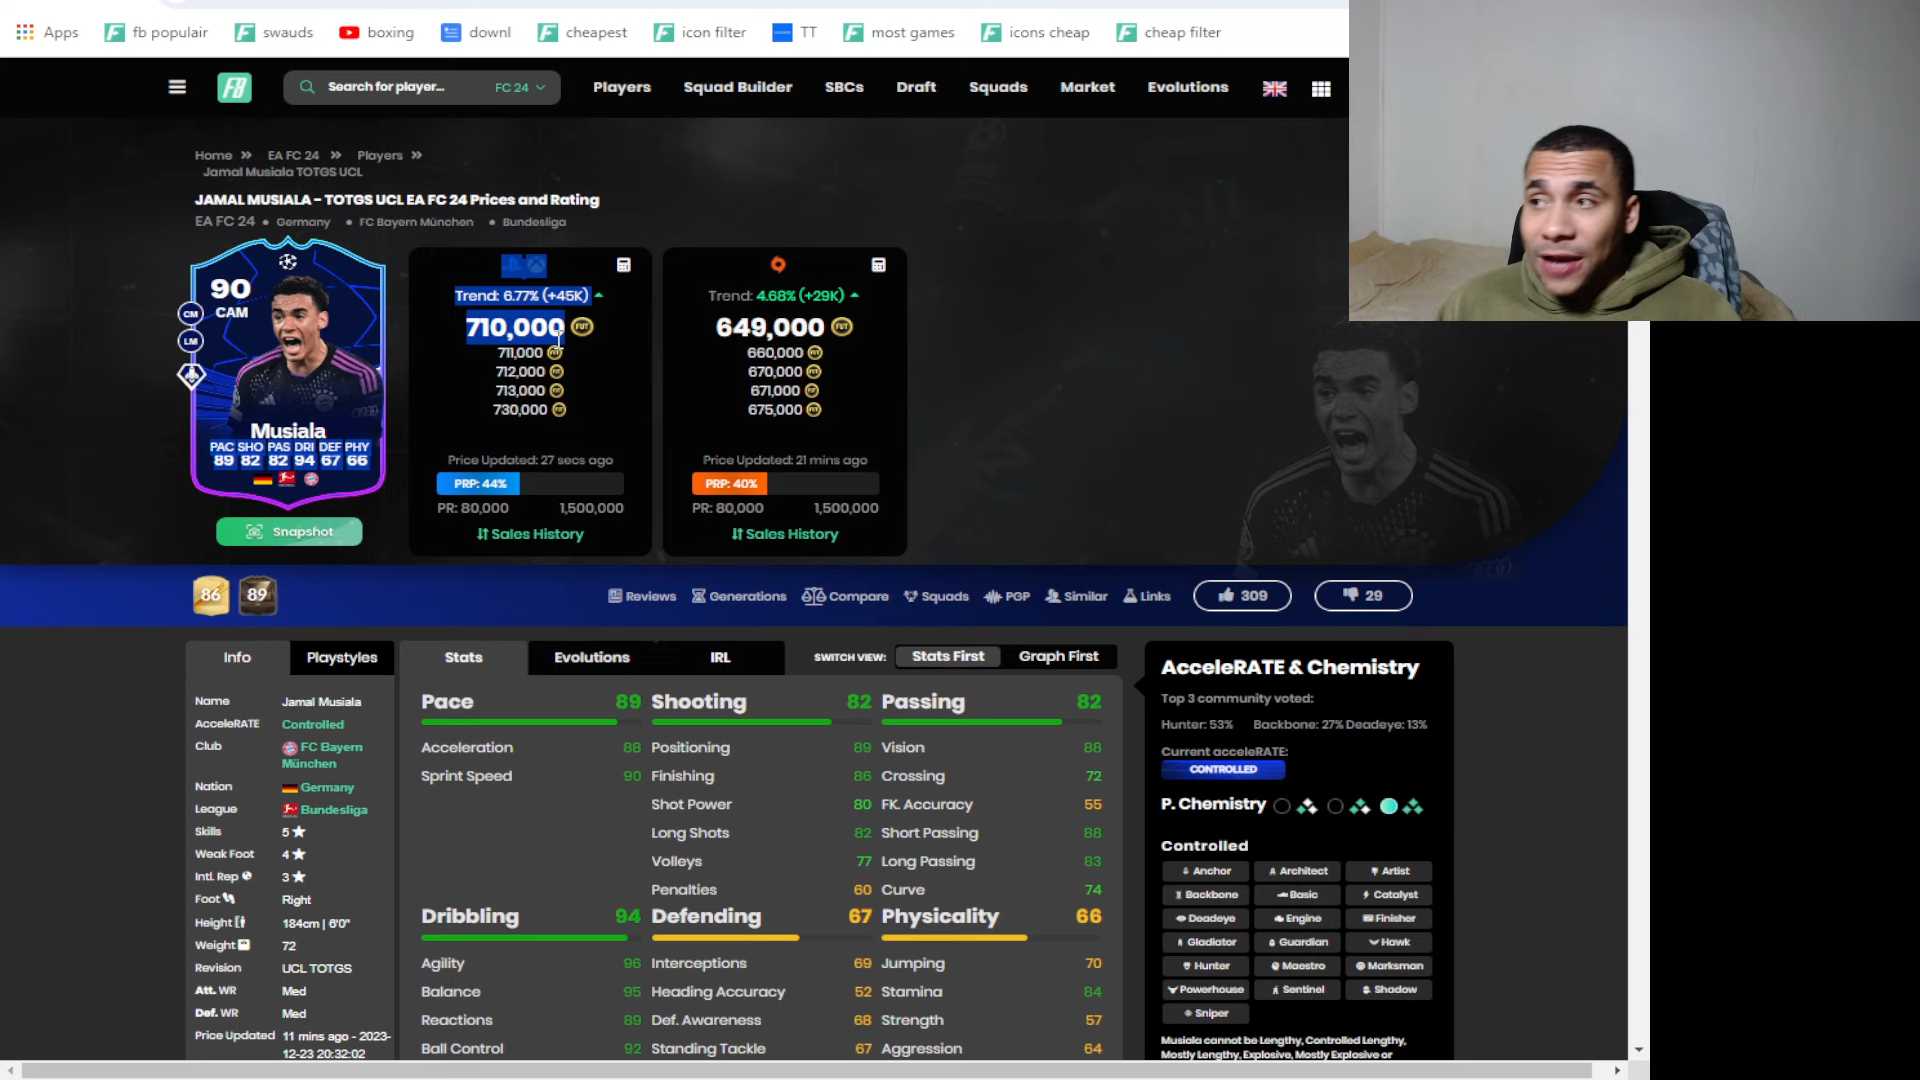 Apps fb populair swauds boxing downl cheapest icon filter TT most games icons cheap cheap filter
FB Search for player... FC 24 Players Squad Builder SBCs Draft Squads Market Evolutions
Home » EA FC 24 » Players »
Jamal Musiala TOTGS UCL
JAMAL MUSIALA - TOTGS UCL EA FC 24 Prices and Rating
EA FC 24 • Germany • FC Bayern München • Bundesliga
90
CAM
CM
LM
Musiala
PAC SHO PAS DRI DEF PHY
89 82 82 94 67 66
Snapshot
Trend: 6.77% (+45K)
710,000 FUT
711,000
712,000
713,000
730,000
Price Updated: 27 secs ago
PRP: 44%
PR: 80,000 1,500,000
Sales History
Trend: 4.68% (+29K)
649,000 FUT
660,000
670,000
671,000
675,000
Price Updated: 21 mins ago
PRP: 40%
PR: 80,000 1,500,000
Sales History
86 89 Reviews Generations Compare Squads PGP Similar Links 309 29
Info Playstyles
Name Jamal Musiala
AcceleRATE Controlled
Club FC Bayern
München
Nation Germany
League Bundesliga
Skills 5
Weak Foot 4
Intl. Rep 3
Foot Right
Height 184cm | 6'0"
Weight 72
Revision UCL TOTGS
Att. WR Med
Def. WR Med
Price Updated 11 mins ago - 2023-
12-23 20:32:02
Stats Evolutions IRL SWITCH VIEW: Stats First Graph First
Pace 89 Shooting 82 Passing 82
Acceleration 88 Positioning 89 Vision 88
Sprint Speed 90 Finishing 86 Crossing 72
Shot Power 80 FK. Accuracy 55
Long Shots 82 Short Passing 88
Volleys 77 Long Passing 83
Penalties 60 Curve 74
Dribbling 94 Defending 67 Physicality 66
Agility 96 Interceptions 69 Jumping 70
Balance 95 Heading Accuracy 52 Stamina 84
Reactions 89 Def. Awareness 68 Strength 57
Ball Control 92 Standing Tackle 67 Aggression 64
AcceleRATE & Chemistry
Top 3 community voted:
Hunter: 53% Backbone: 27% Deadeye: 13%
Current acceleRATE:
CONTROLLED
P. Chemistry
Controlled
Anchor Architect Artist
Backbone Basic Catalyst
Deadeye Engine Finisher
Gladiator Guardian Hawk
Hunter Maestro Marksman
Powerhouse Sentinel Shadow
Sniper
Musiala cannot be Lengthy, Controlled Lengthy,
Mostly Lengthy, Explosive, Mostly Explosive or